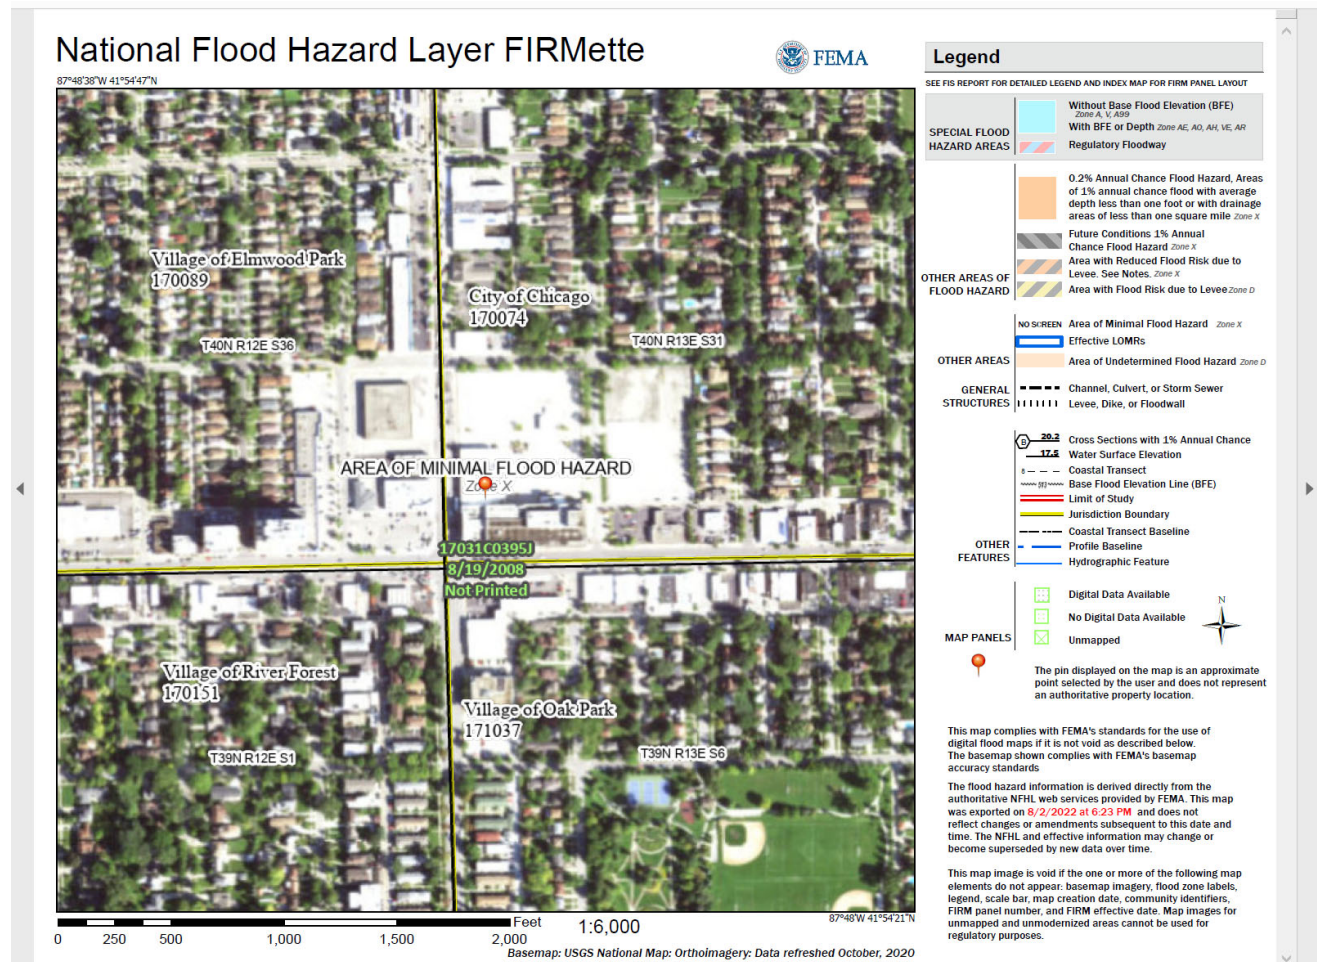 National Flood Hazard Layer FIRMette
FEMA
87°48'38"W 41°54'47"N
Village of Elmwood Park
170089
City of Chicago
170074
T40N R12E S36
T40N R13E S31
AREA OF MINIMAL FLOOD HAZARD
Zone X
17031C0395J
8/19/2008
Not Printed
Village of River Forest
170151
Village of Oak Park
171037
T39N R12E S1
T39N R13E S6
87°48'W 41°54'21"N
Feet
1:6,000
0 250 500 1,000 1,500 2,000
Basemap: USGS National Map: Orthoimagery: Data refreshed October, 2020
Legend
SEE FIS REPORT FOR DETAILED LEGEND AND INDEX MAP FOR FIRM PANEL LAYOUT
SPECIAL FLOOD
HAZARD AREAS
Without Base Flood Elevation (BFE)
Zone A, V, A99
With BFE or Depth Zone AE, AO, AH, VE, AR
Regulatory Floodway
0.2% Annual Chance Flood Hazard, Areas
of 1% annual chance flood with average
depth less than one foot or with drainage
areas of less than one square mile Zone X
Future Conditions 1% Annual
Chance Flood Hazard Zone X
Area with Reduced Flood Risk due to
Levee. See Notes. Zone X
Area with Flood Risk due to Levee Zone D
OTHER AREAS OF
FLOOD HAZARD
NO SCREEN Area of Minimal Flood Hazard Zone X
Effective LOMRs
OTHER AREAS
Area of Undetermined Flood Hazard Zone D
GENERAL
STRUCTURES
Channel, Culvert, or Storm Sewer
Levee, Dike, or Floodwall
B 20.2 Cross Sections with 1% Annual Chance
17.5 Water Surface Elevation
8 Coastal Transect
Base Flood Elevation Line (BFE)
Limit of Study
Jurisdiction Boundary
Coastal Transect Baseline
OTHER
FEATURES
Profile Baseline
Hydrographic Feature
Digital Data Available
No Digital Data Available
Unmapped
MAP PANELS
N
The pin displayed on the map is an approximate
point selected by the user and does not represent
an authoritative property location.
This map complies with FEMA's standards for the use of
digital flood maps if it is not void as described below.
The basemap shown complies with FEMA's basemap
accuracy standards
The flood hazard information is derived directly from the
authoritative NFHL web services provided by FEMA. This map
was exported on 8/2/2022 at 6:23 PM and does not
reflect changes or amendments subsequent to this date and
time. The NFHL and effective information may change or
become superseded by new data over time.
This map image is void if the one or more of the following map
elements do not appear: basemap imagery, flood zone labels,
legend, scale bar, map creation date, community identifiers,
FIRM panel number, and FIRM effective date. Map images for
unmapped and unmodernized areas cannot be used for
regulatory purposes.